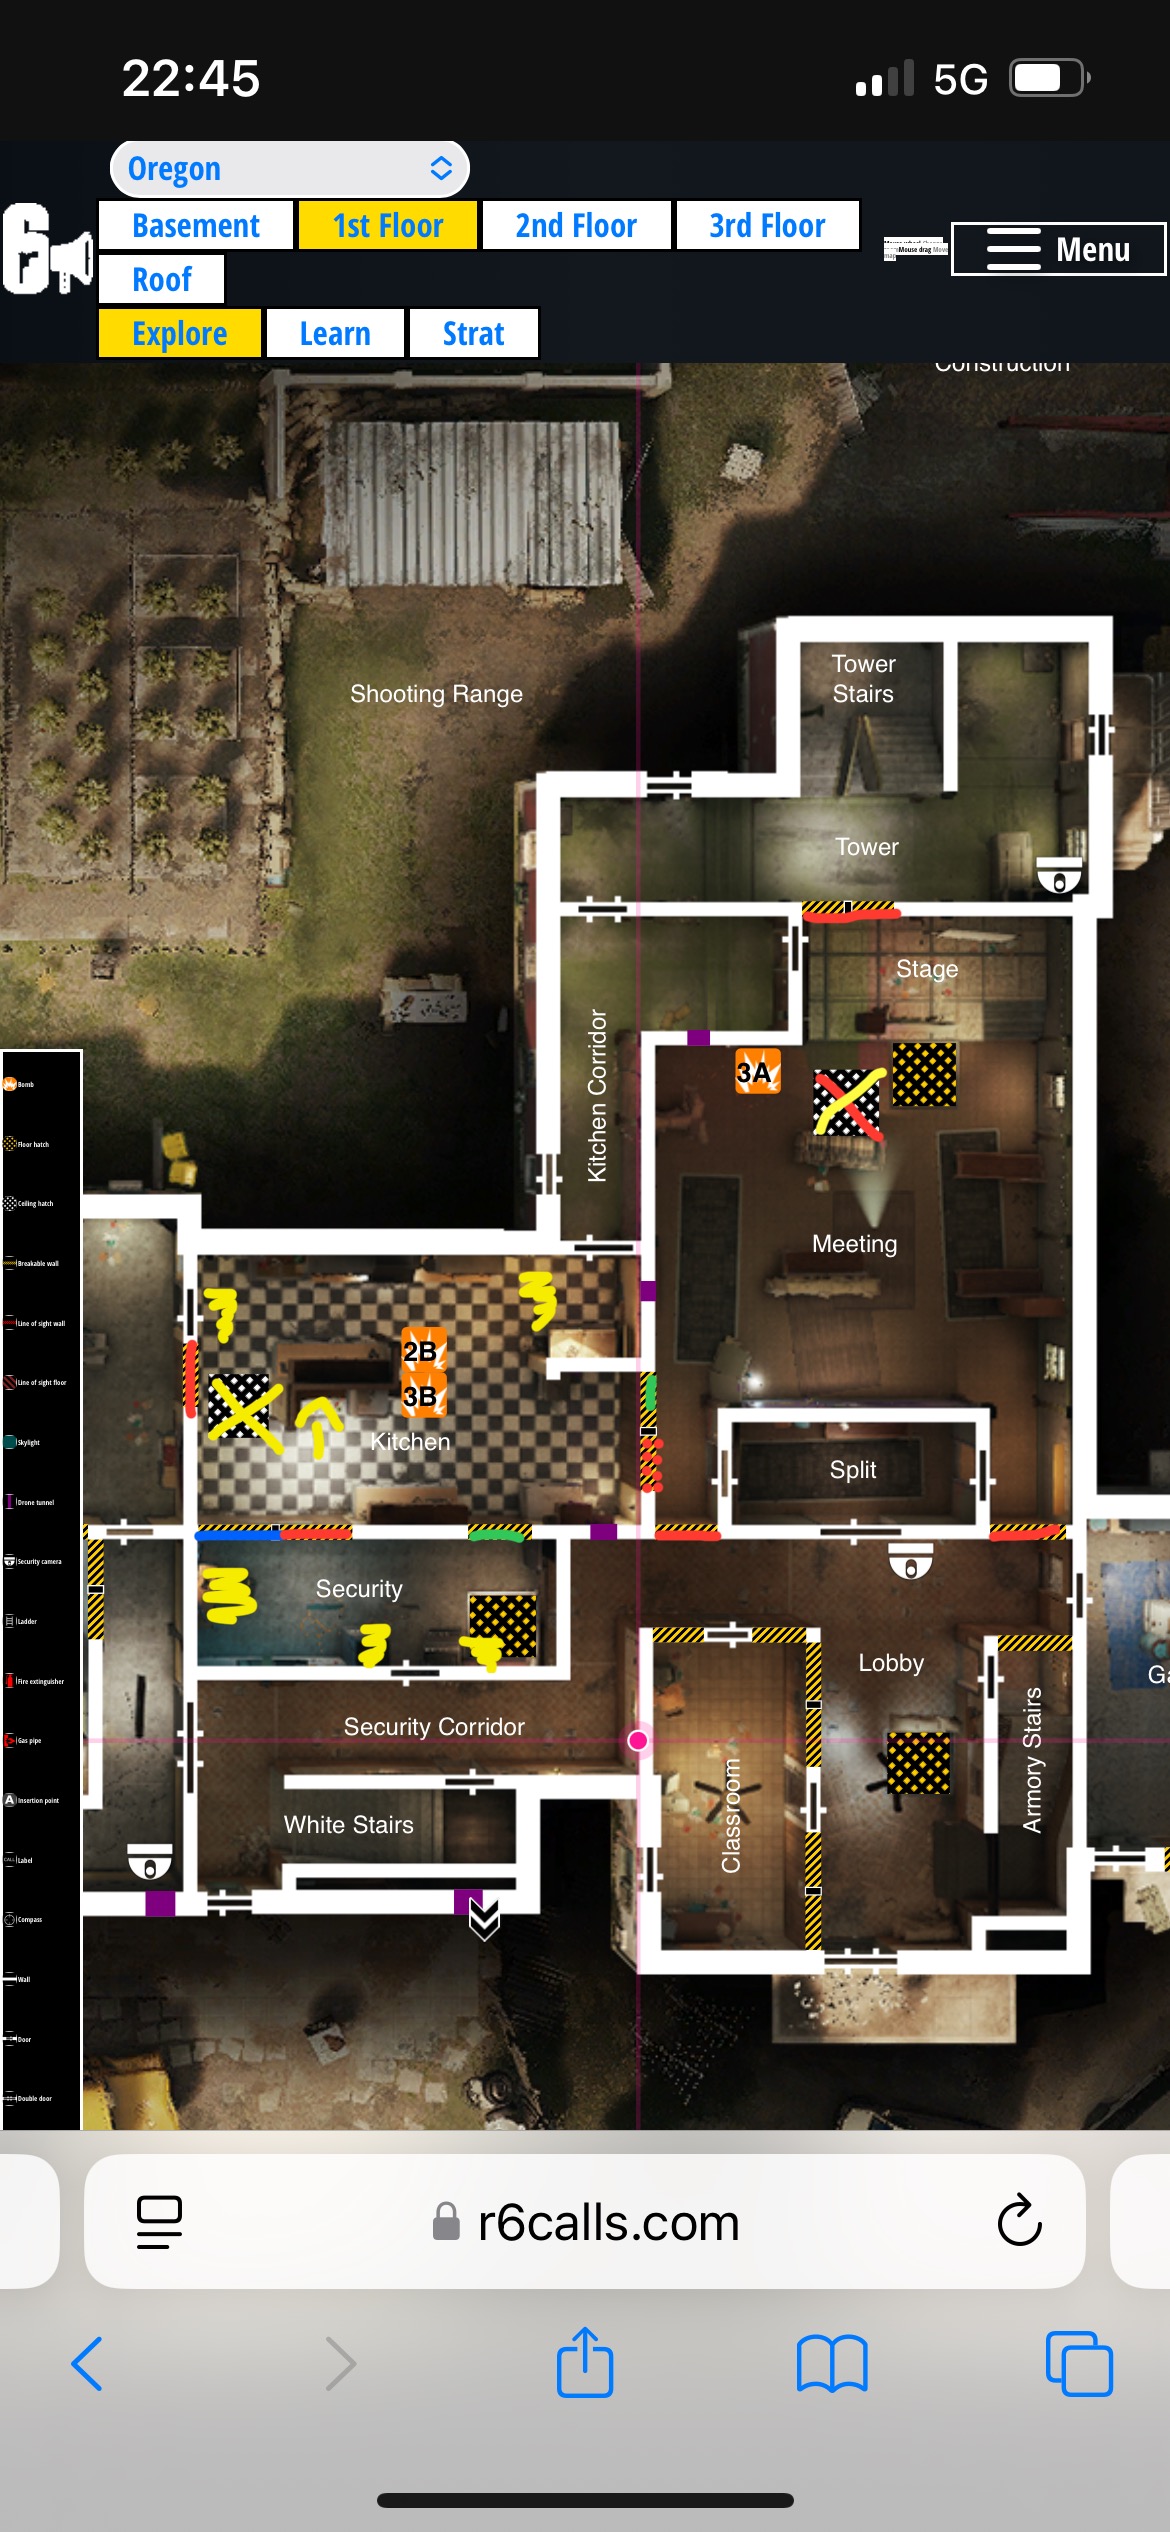 22:45
5G
Oregon
Basement
1st Floor
2nd Floor
3rd Floor
Menu
Roof
Explore
Learn
Strat
Construction
Tower
Stairs
Shooting Range
Tower
Stage
Kitchen Corridor
3A
Meeting
2B
3B
Kitchen
Split
Security
Lobby
Ga
Security Corridor
Armory Stairs
Classroom
White Stairs
Bomb
Floor hatch
Ceiling hatch
Breakable wall
Line of sight wall
Line of sight floor
Skylight
Drone tunnel
Security camera
Ladder
Fire extinguisher
Gas pipe
A Insertion point
Label
Compass
Wall
Door
Double door
r6calls.com